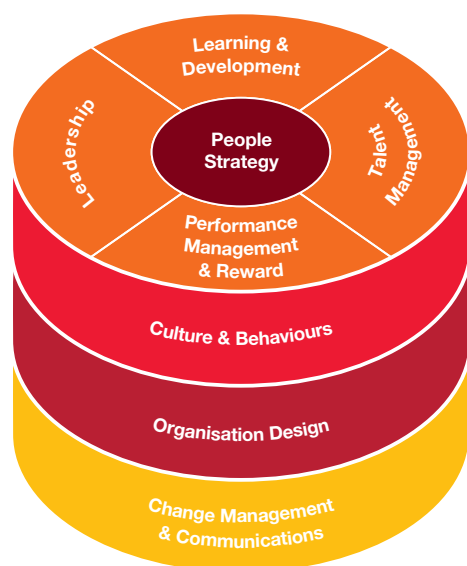 Learning &
Development
Leadership
People
Strategy
Talent
Management
Performance
Management
& Reward
Culture & Behaviours
Organisation Design
Change Management
& Communications